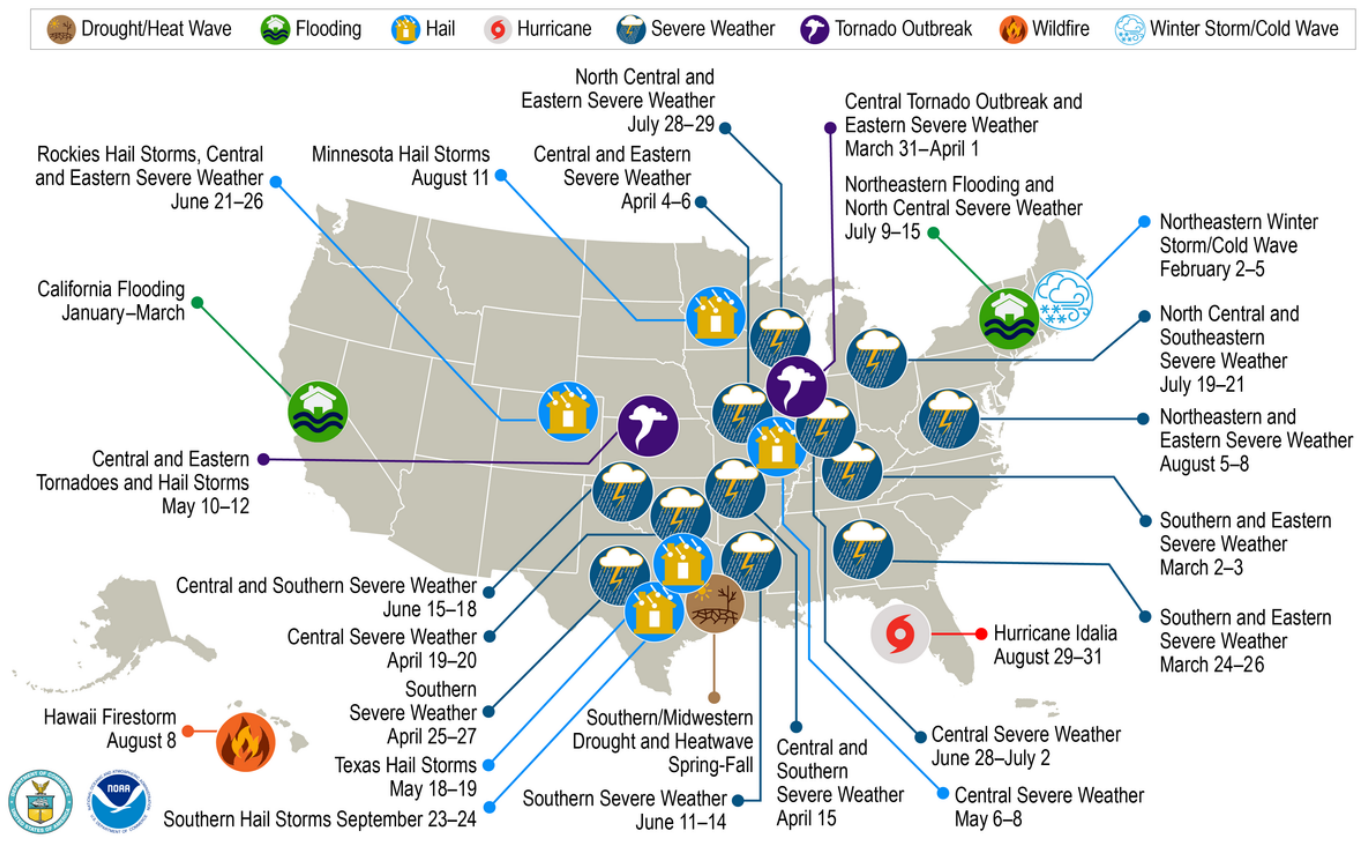 Drought/Heat Wave
Flooding
Hail
Hurricane
Severe Weather
Tornado Outbreak
Wildfire
Winter Storm/Cold Wave
North Central and
Eastern Severe Weather
July 28–29
Central Tornado Outbreak and
Eastern Severe Weather
March 31–April 1
Rockies Hail Storms, Central
and Eastern Severe Weather
June 21–26
Minnesota Hail Storms
August 11
Central and Eastern
Severe Weather
April 4–6
Northeastern Flooding and
North Central Severe Weather
July 9–15
Northeastern Winter
Storm/Cold Wave
February 2–5
California Flooding
January–March
North Central and
Southeastern
Severe Weather
July 19–21
Northeastern and
Eastern Severe Weather
August 5–8
Central and Eastern
Tornadoes and Hail Storms
May 10–12
Southern and Eastern
Severe Weather
March 2–3
Central and Southern Severe Weather
June 15–18
Southern and Eastern
Severe Weather
March 24–26
Central Severe Weather
April 19–20
Hurricane Idalia
August 29–31
Southern
Severe Weather
April 25–27
Hawaii Firestorm
August 8
Southern/Midwestern
Drought and Heatwave
Spring-Fall
Central and
Southern
Severe Weather
April 15
Central Severe Weather
June 28–July 2
Texas Hail Storms
May 18–19
Southern Severe Weather
June 11–14
Central Severe Weather
May 6–8
Southern Hail Storms September 23–24
NOAA